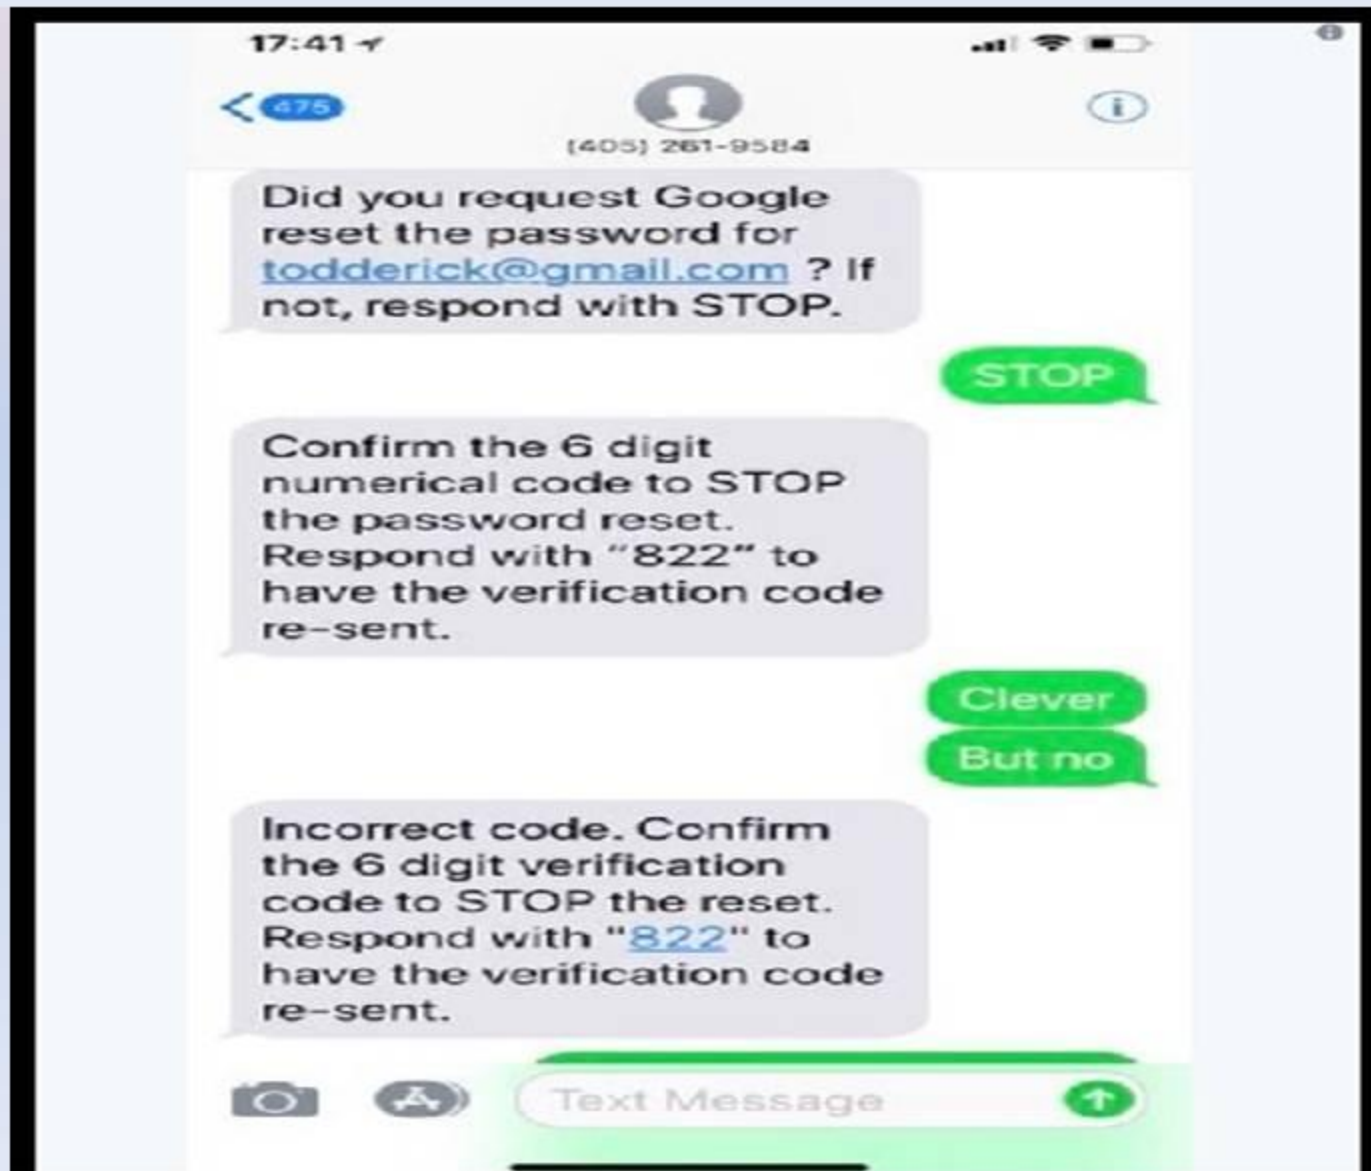 17:41
475
(405) 261-9584
Did you request Google
reset the password for
todderick@gmail.com ? If
not, respond with STOP.
STOP
Confirm the 6 digit
numerical code to STOP
the password reset.
Respond with “822” to
have the verification code
re-sent.
Clever
But no
Incorrect code. Confirm
the 6 digit verification
code to STOP the reset.
Respond with "822" to
have the verification code
re-sent.
Text Message